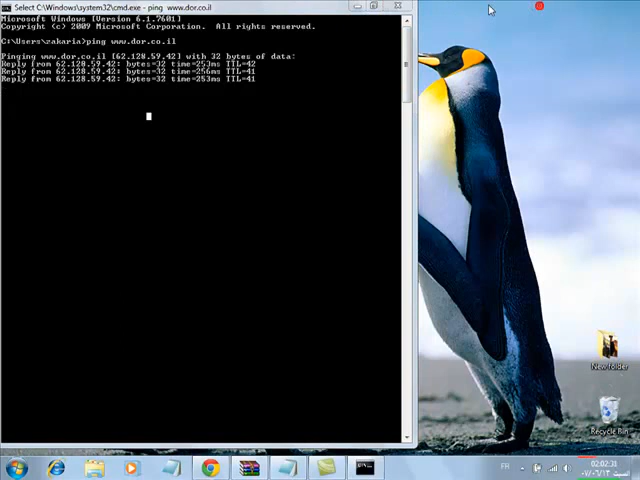 Select C:\Windows\system32\cmd.exe - ping  www.dor.co.il
Microsoft Windows [Version 6.1.7601]
Copyright (c) 2009 Microsoft Corporation.  All rights reserved.
C:\Users\zakaria>ping www.dor.co.il
Pinging www.dor.co.il [62.128.59.42] with 32 bytes of data:
Reply from 62.128.59.42: bytes=32 time=253ms TTL=42
Reply from 62.128.59.42: bytes=32 time=256ms TTL=41
Reply from 62.128.59.42: bytes=32 time=253ms TTL=41
New folder
Recycle Bin
FR
02:02:31